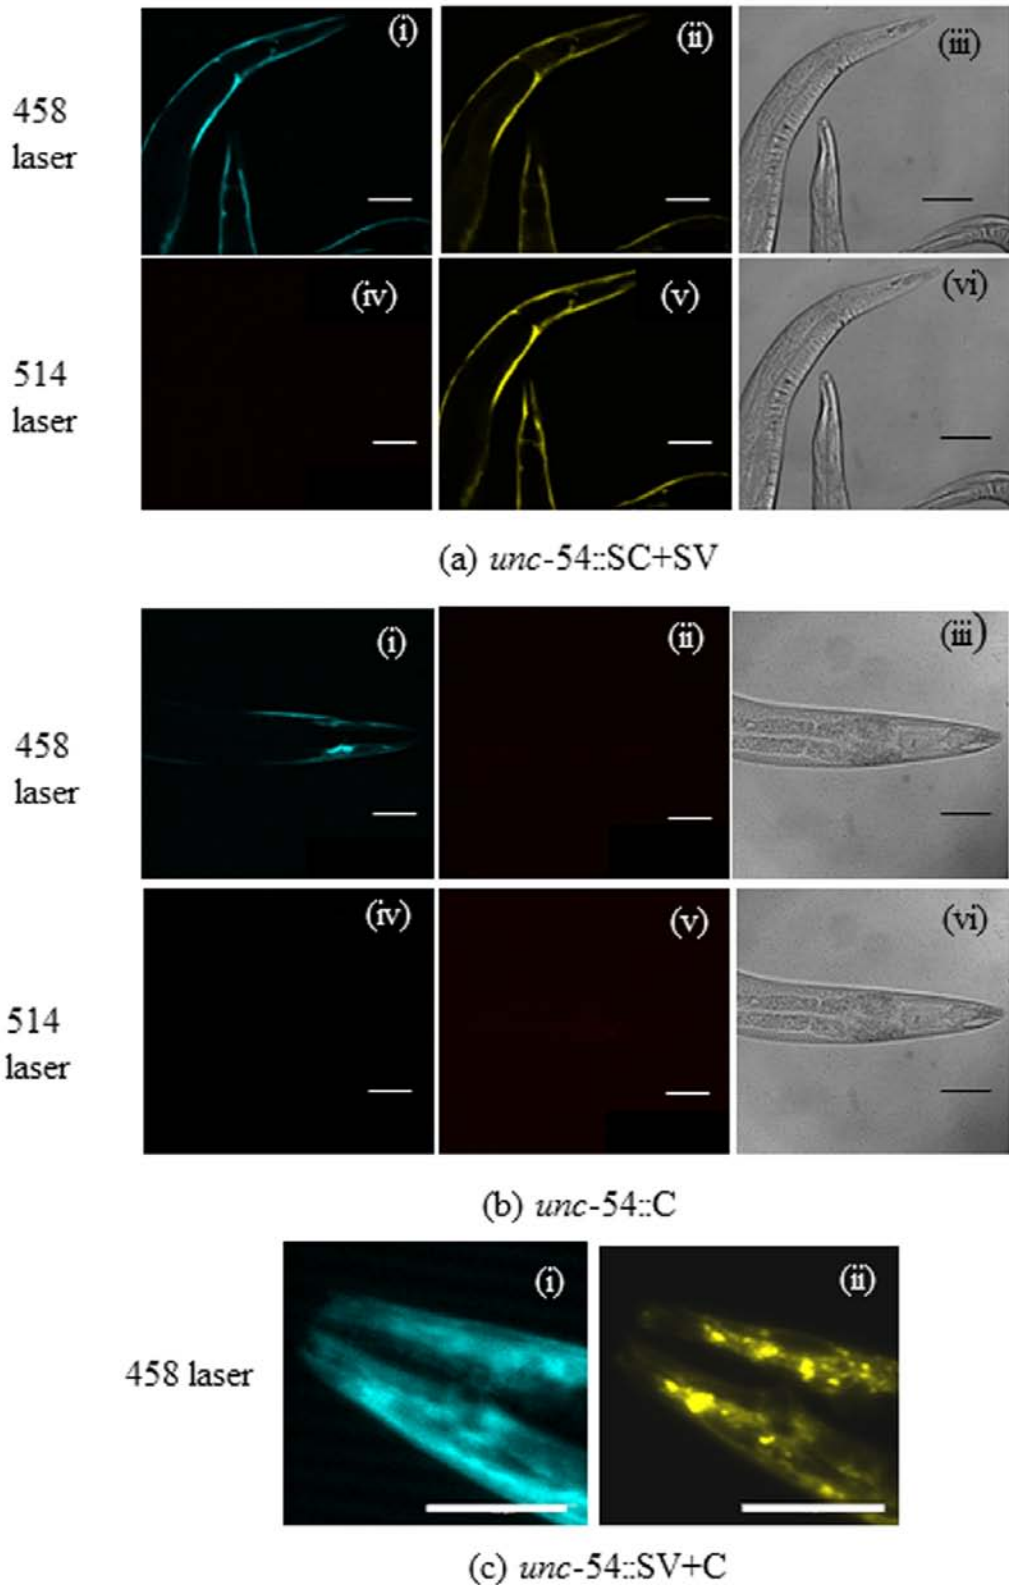 458
laser
(i)
(ii)
(iii)
514
laser
(iv)
(v)
(vi)
(a) unc-54::SC+SV
458
laser
(i)
(ii)
(iii)
514
laser
(iv)
(v)
(vi)
(b) unc-54::C
458 laser
(i)
(ii)
(c) unc-54::SV+C